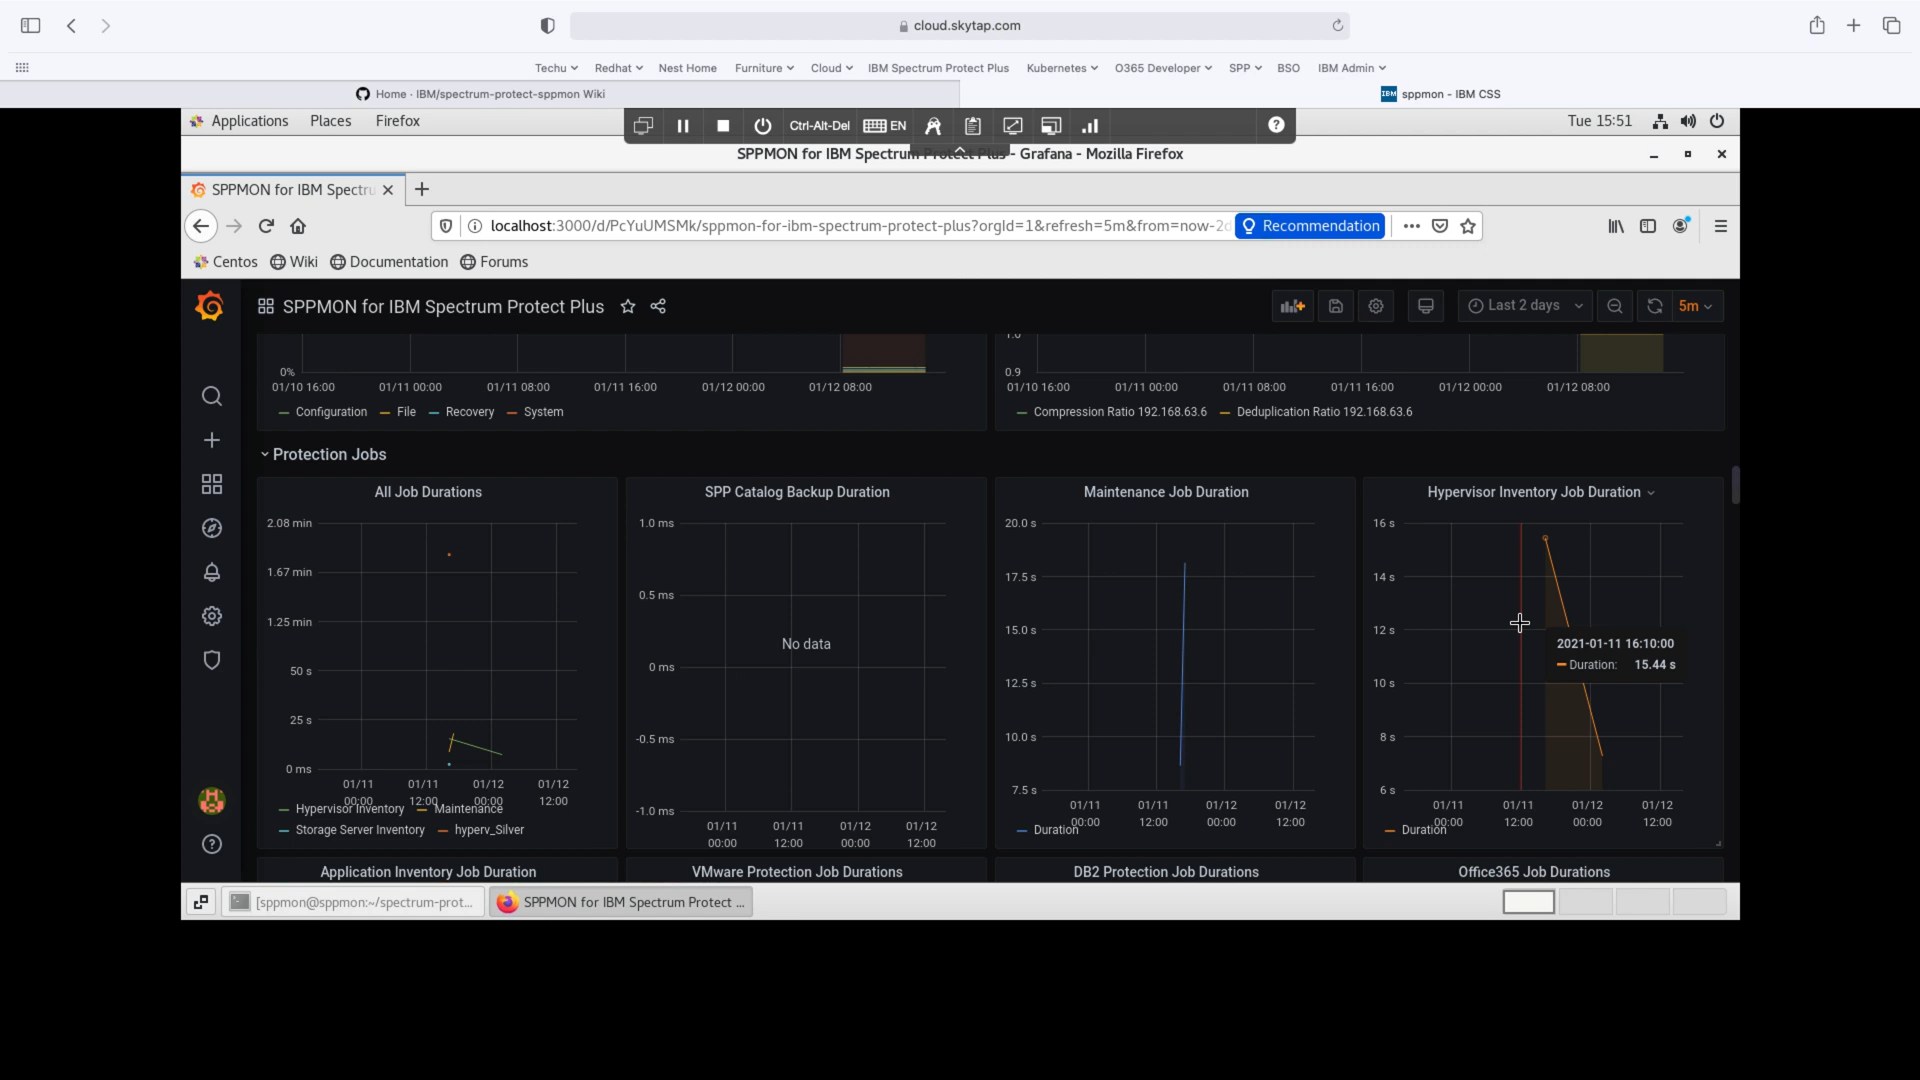 cloud.skytap.com
Techu Redhat Nest Home Furniture Cloud IBM Spectrum Protect Plus Kubernetes O365 Developer SPP BSO IBM Admin
Home · IBM/spectrum-protect-sppmon Wiki
IBM sppmon - IBM CSS
Applications Places Firefox
Ctrl-Alt-Del EN ?
Tue 15:51
SPPMON for IBM Spectrum Protect Plus - Grafana - Mozilla Firefox
SPPMON for IBM Spectru
localhost:3000/d/PcYuUMSMk/sppmon-for-ibm-spectrum-protect-plus?orgId=1&refresh=5m&from=now-2d
Recommendation
Centos Wiki Documentation Forums
SPPMON for IBM Spectrum Protect Plus
Last 2 days
5m
0%
01/10 16:00 01/11 00:00 01/11 08:00 01/11 16:00 01/12 00:00 01/12 08:00
Configuration File Recovery System
1.0
0.9
01/10 16:00 01/11 00:00 01/11 08:00 01/11 16:00 01/12 00:00 01/12 08:00
Compression Ratio 192.168.63.6 Deduplication Ratio 192.168.63.6
Protection Jobs
All Job Durations
2.08 min
1.67 min
1.25 min
50 s
25 s
0 ms
01/11 01/11 01/12 01/12
00:00 12:00 00:00 12:00
Hypervisor Inventory Maintenance
Storage Server Inventory hyperv_Silver
SPP Catalog Backup Duration
1.0 ms
0.5 ms
No data
0 ms
-0.5 ms
-1.0 ms
01/11 01/11 01/12 01/12
00:00 12:00 00:00 12:00
Maintenance Job Duration
20.0 s
17.5 s
15.0 s
12.5 s
10.0 s
7.5 s
01/11 01/11 01/12 01/12
00:00 12:00 00:00 12:00
Duration
Hypervisor Inventory Job Duration
16 s
14 s
12 s
10 s
8 s
6 s
2021-01-11 16:10:00
Duration: 15.44 s
01/11 01/11 01/12 01/12
00:00 12:00 00:00 12:00
Duration
Application Inventory Job Duration
VMware Protection Job Durations
DB2 Protection Job Durations
Office365 Job Durations
[sppmon@sppmon:~/spectrum-prot...
SPPMON for IBM Spectrum Protect ...